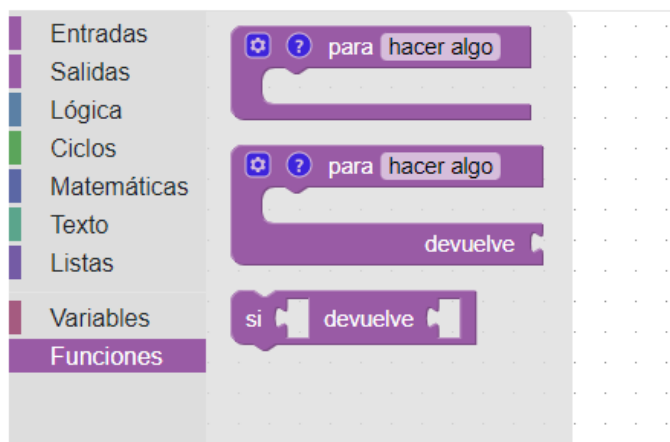 Entradas
Salidas
Lógica
Ciclos
Matemáticas
Texto
Listas
Variables
Funciones
? para hacer algo
? para hacer algo
devuelve
si devuelve